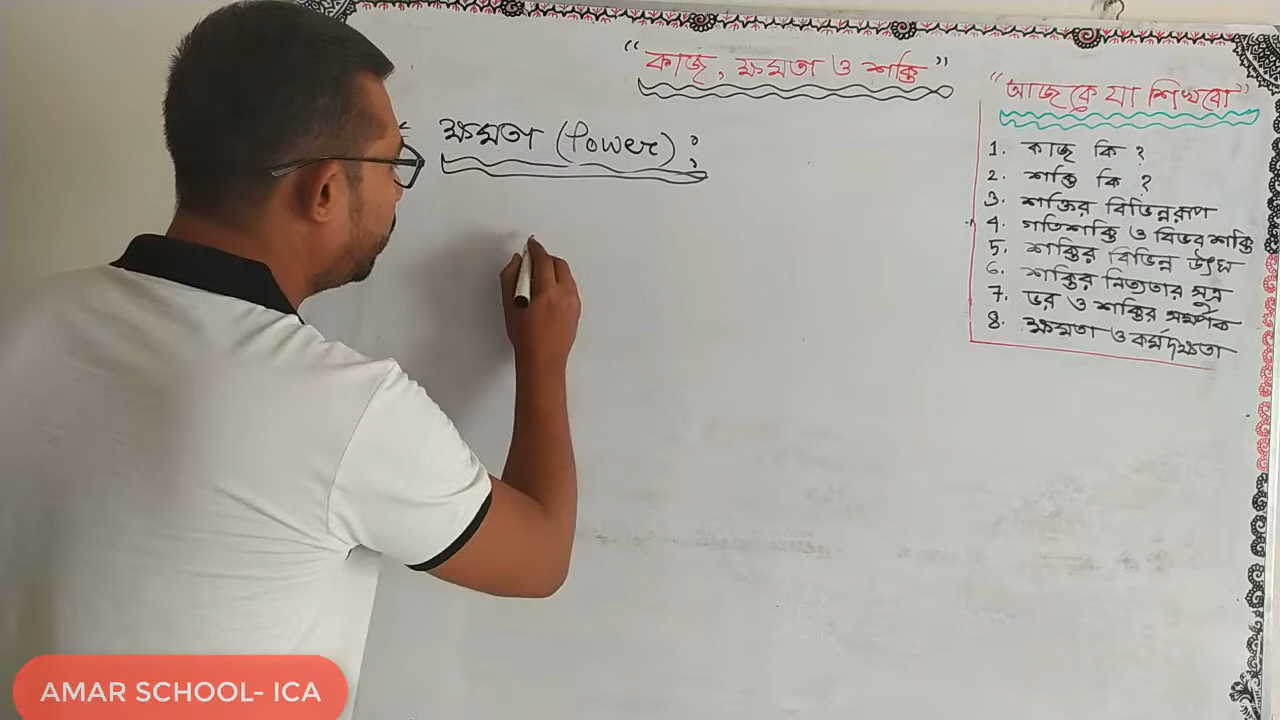 "কাজ, ক্ষমতা ও শক্তি"
ক্ষমতা (Power) :
"আজকে যা শিখবো"
1. কাজ কি ?
2. শক্তি কি ?
3. শক্তির বিভিন্নরূপ
4. গতিশক্তি ও বিভব শক্তি
5. শক্তির বিভিন্ন উৎস
6. শক্তির নিত্যতার সূত্র
7. ভর ও শক্তির সম্পর্ক
8. ক্ষমতা ও কর্মদক্ষতা
AMAR SCHOOL- ICA